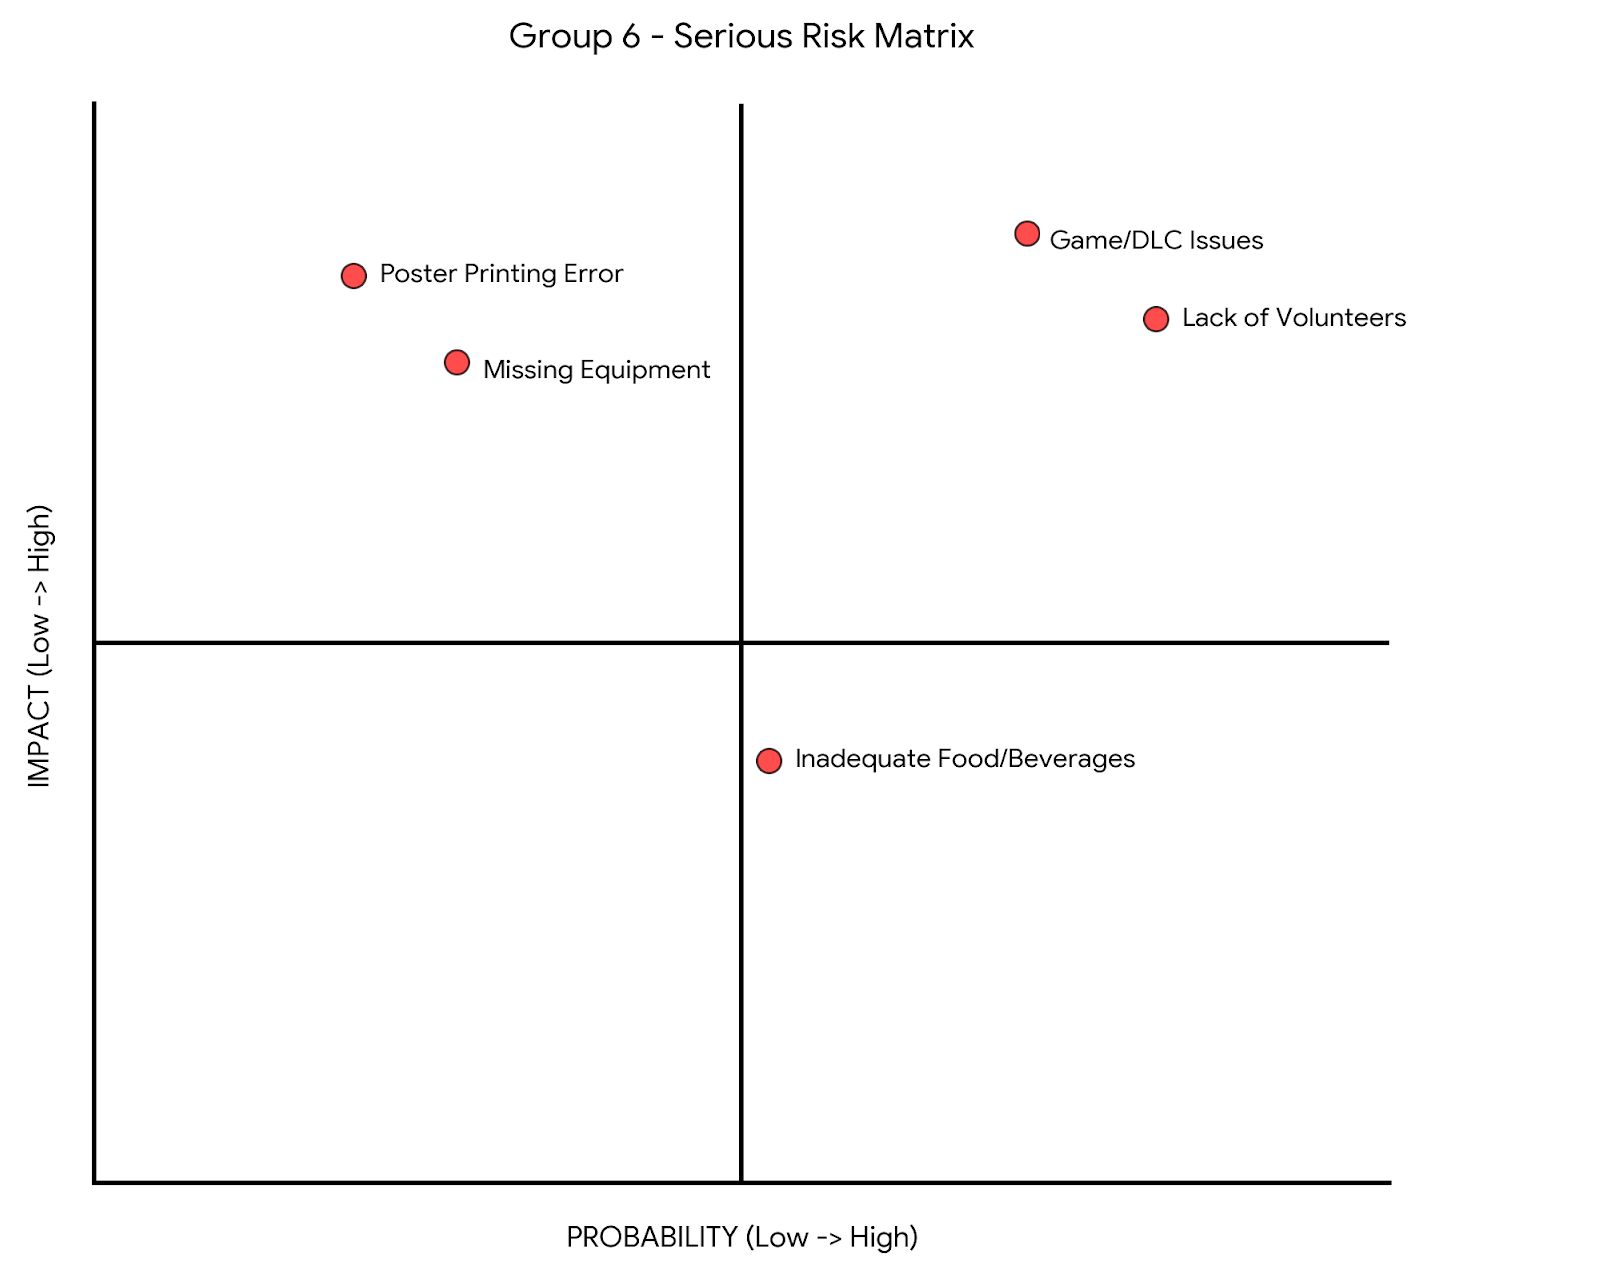 Group 6 - Serious Risk Matrix
Game/DLC Issues
Poster Printing Error
Lack of Volunteers
Missing Equipment
IMPACT (Low -> High)
Inadequate Food/Beverages
PROBABILITY (Low -> High)